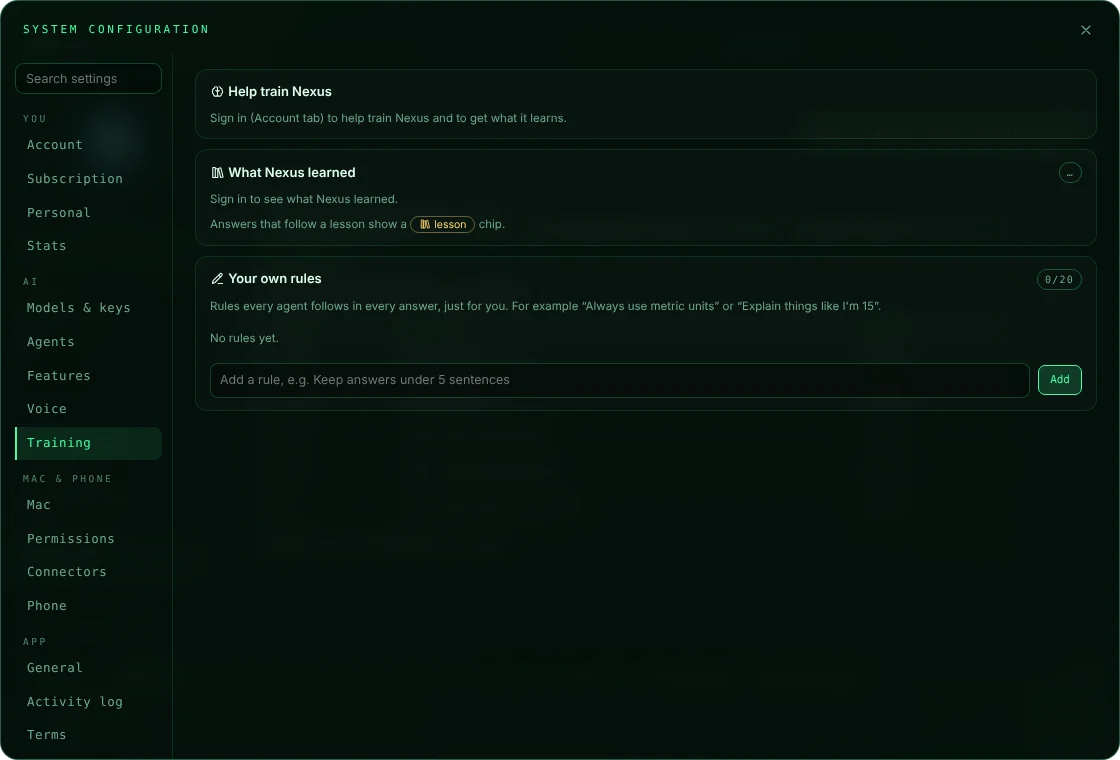 SYSTEM CONFIGURATION
Search settings
YOU
Account
Subscription
Personal
Stats
AI
Models & keys
Agents
Features
Voice
Training
MAC & PHONE
Mac
Permissions
Connectors
Phone
APP
General
Activity log
Terms
Help train Nexus
Sign in (Account tab) to help train Nexus and to get what it learns.
What Nexus learned
…
Sign in to see what Nexus learned.
Answers that follow a lesson show a lesson chip.
Your own rules
0/20
Rules every agent follows in every answer, just for you. For example “Always use metric units” or “Explain things like I'm 15”.
No rules yet.
Add a rule, e.g. Keep answers under 5 sentences
Add